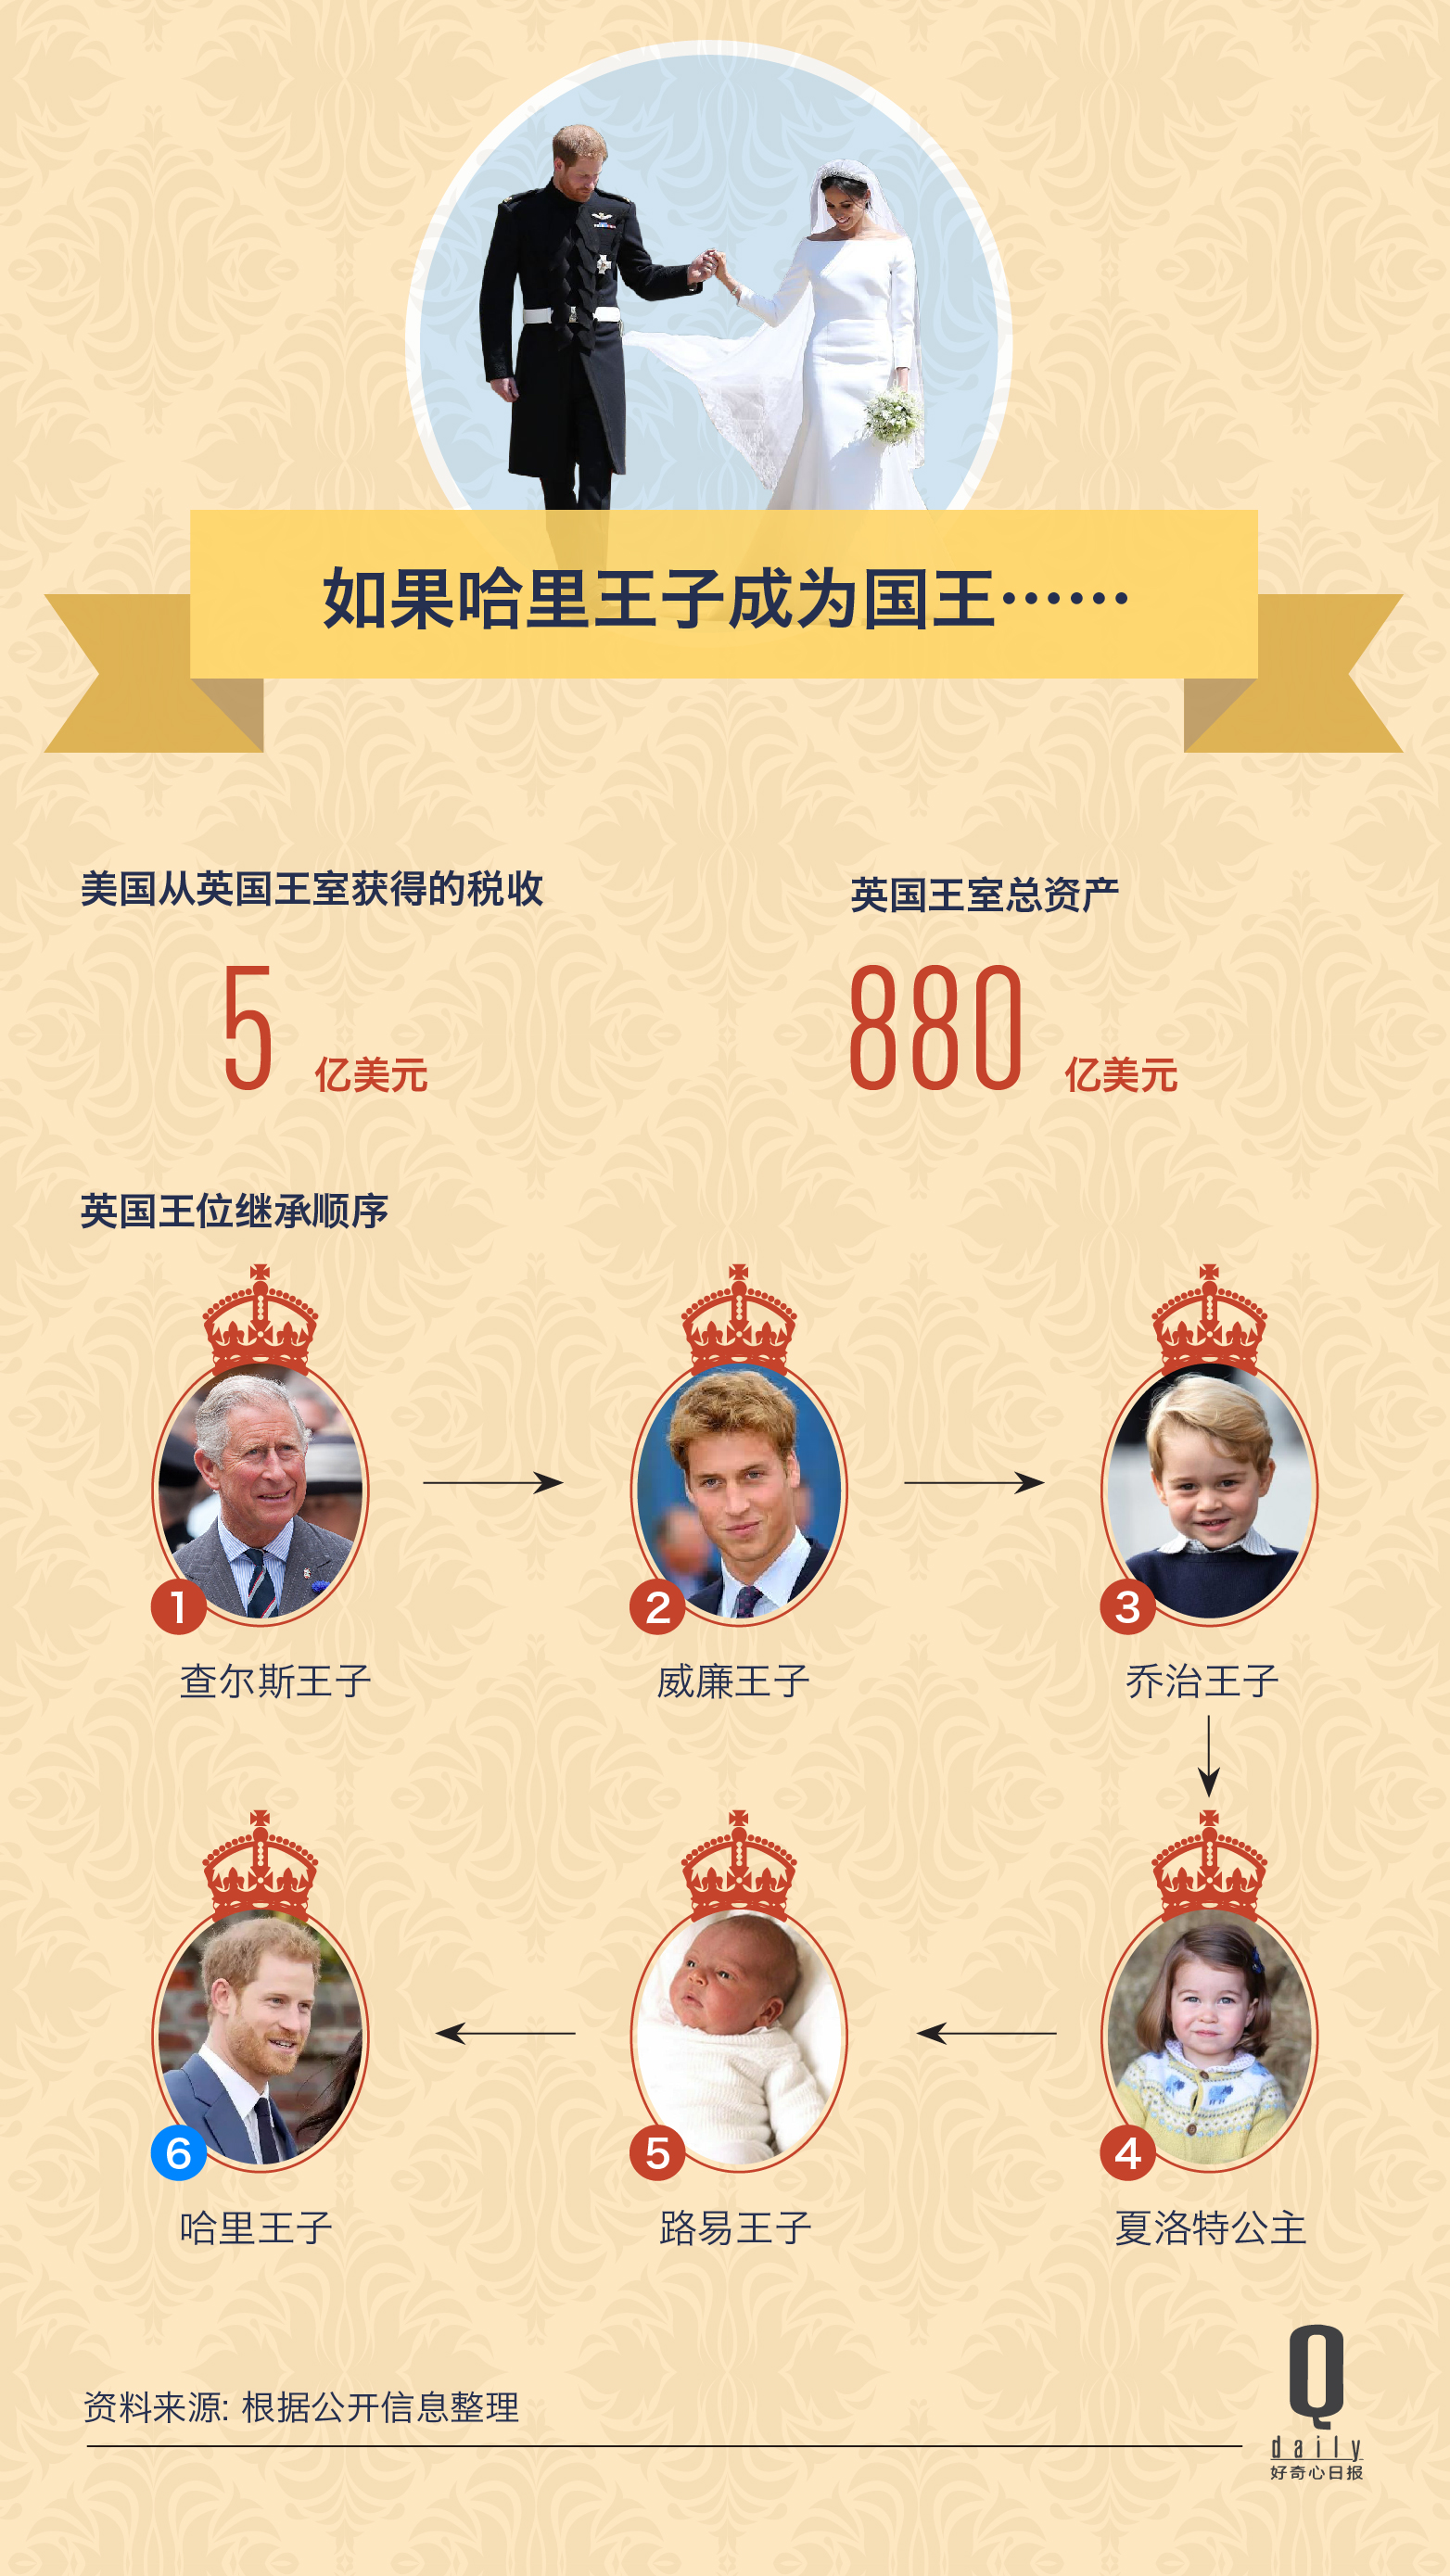 如果哈里王子成为国王……
美国从英国王室获得的税收
5 亿美元
英国王室总资产
880 亿美元
英国王位继承顺序
1
查尔斯王子
2
威廉王子
3
乔治王子
4
夏洛特公主
5
路易王子
6
哈里王子
资料来源: 根据公开信息整理
Q
daily
好奇心日报